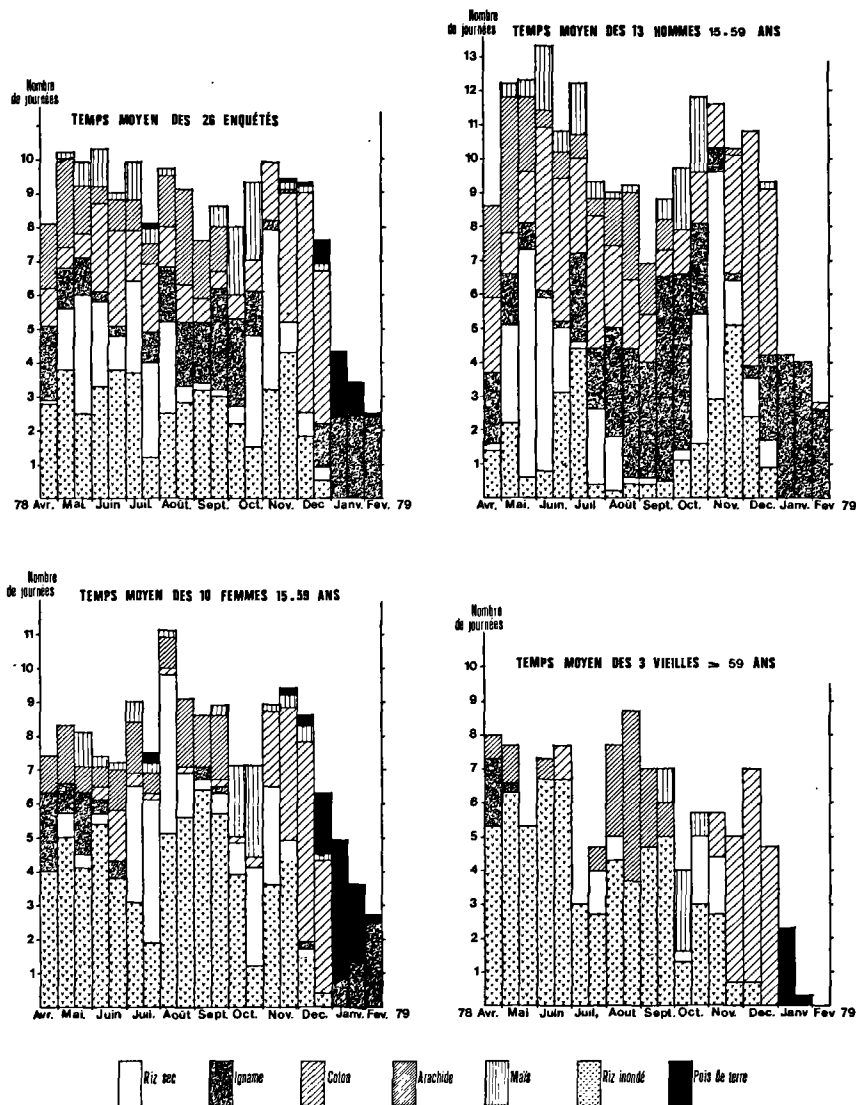 Nombre
de journées
TEMPS MOYEN DES 26 ENQUÉTÉS
10
9
8
7
6
5
4
3
2
1
78 Avr. Mai. Juin Juil. Août. Sept. Oct. Nov. Dec Janv. Fev. 79
Nombre
de journées
TEMPS MOYEN DES 13 HOMMES 15.59 ANS
13
12
11
10
9
8
7
6
5
4
3
2
1
Avr. Mai. Juin. Juil Août Sept. Oct. Nov. Dec. Janv. Fev 79
Nombre
de journées
TEMPS MOYEN DES 10 FEMMES 15.59 ANS
11
10
9
8
7
6
5
4
3
2
1
Avr. Mai. Juin Juil. Août Sept. Oct. Nov. Dec. Janv. Fev. 79
Nombre
de journées
TEMPS MOYEN DES 3 VIEILLES ≥ 59 ANS
10
9
8
7
6
5
4
3
2
1
78 Avr. Mai Juin Juil, Aout Sept. Oct. Nov. Dec. Janv Fev 79
Riz sec
Igname
Coton
Arachide
Maïs
Riz inondé
Pois de terre